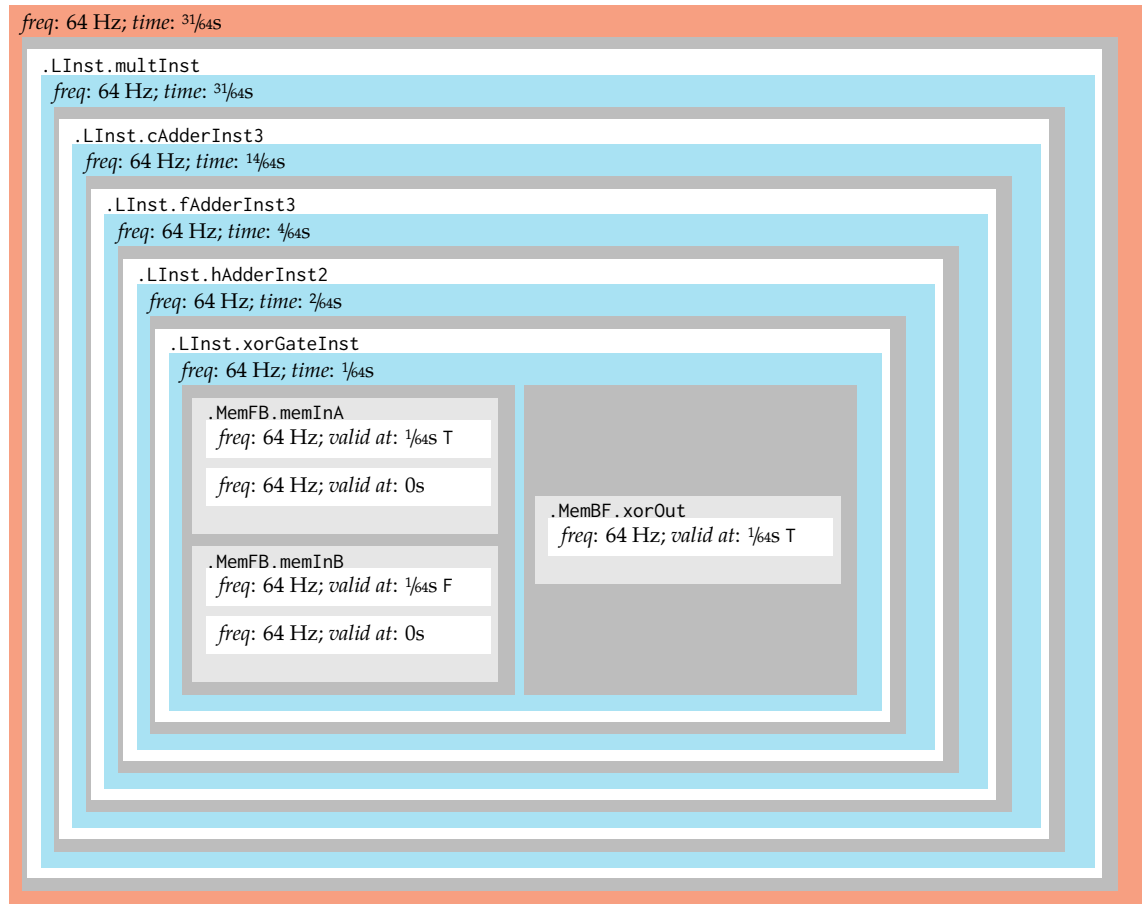 freq: 64 Hz; time: 31/64s
.LInst.multInst
freq: 64 Hz; time: 31/64s
.LInst.cAdderInst3
freq: 64 Hz; time: 14/64s
.LInst.fAdderInst3
freq: 64 Hz; time: 4/64s
.LInst.hAdderInst2
freq: 64 Hz; time: 2/64s
.LInst.xorGateInst
freq: 64 Hz; time: 1/64s
.MemFB.memInA
freq: 64 Hz; valid at: 1/64s T
freq: 64 Hz; valid at: 0s
.MemFB.memInB
freq: 64 Hz; valid at: 1/64s F
freq: 64 Hz; valid at: 0s
.MemBF.xorOut
freq: 64 Hz; valid at: 1/64s T